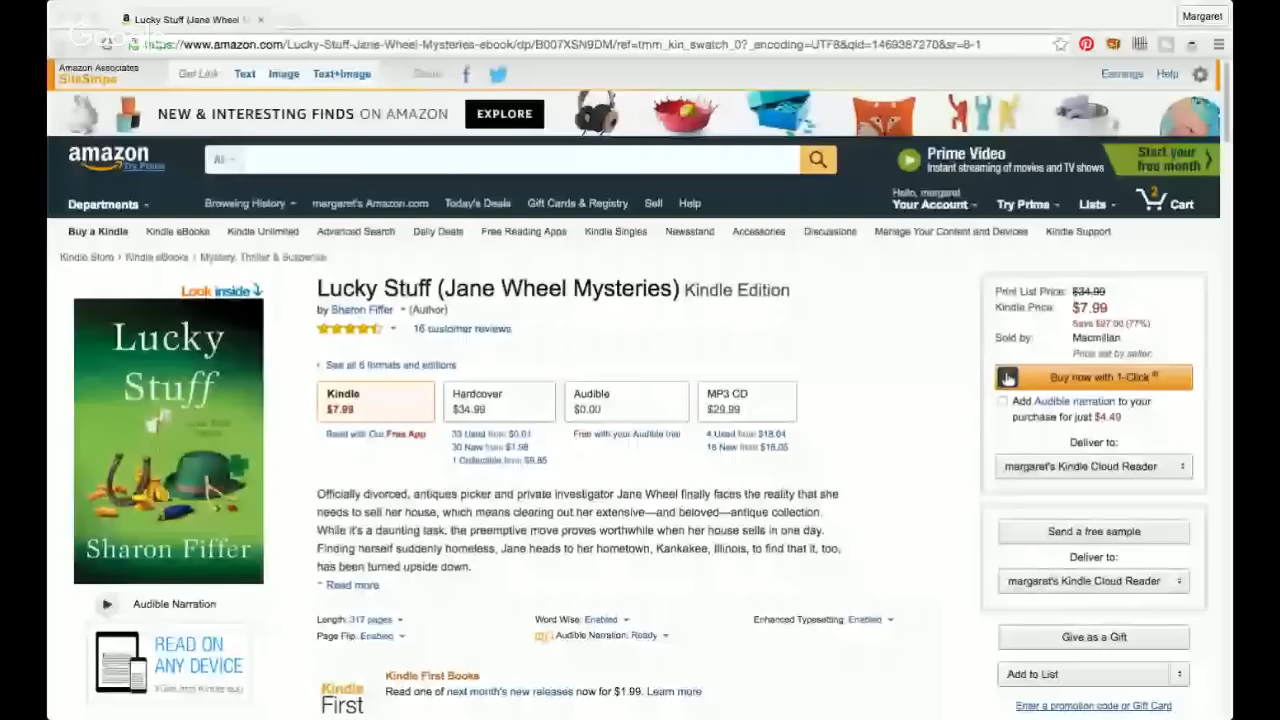 Lucky Stuff (Jane Wheel
Margaret
https://www.amazon.com/Lucky-Stuff-Jane-Wheel-Mysteries-ebook/dp/B007XSN9DM/ref=tmm_kin_swatch_0?_encoding=UTF8&qid=1469387270&sr=8-1
Amazon Associates
SiteStripe
Get Link Text Image Text+Image Share
Earnings Help
NEW & INTERESTING FINDS ON AMAZON EXPLORE
amazon
Try Prime
All
Prime Video
Instant streaming of movies and TV shows
Start your
free month
Departments
Browsing History margaret's Amazon.com Today's Deals Gift Cards & Registry Sell Help
Hello, margaret
Your Account Try Prime Lists 2 Cart
Buy a Kindle Kindle eBooks Kindle Unlimited Advanced Search Daily Deals Free Reading Apps Kindle Singles Newsstand Accessories Discussions Manage Your Content and Devices Kindle Support
Kindle Store › Kindle eBooks › Mystery, Thriller & Suspense
Look inside
Lucky
Stuff
Sharon Fiffer
Audible Narration
READ ON
ANY DEVICE
Lucky Stuff (Jane Wheel Mysteries) Kindle Edition
by Sharon Fiffer (Author)
16 customer reviews
See all 6 formats and editions
Kindle
$7.99
Hardcover
$34.99
Audible
$0.00
MP3 CD
$29.99
Read with Our Free App
33 Used from $0.01
30 New from $7.98
1 Collectible from $9.85
Free with your Audible trial
4 Used from $18.04
16 New from $18.05
Officially divorced, antiques picker and private investigator Jane Wheel finally faces the reality that she
needs to sell her house, which means clearing out her extensive—and beloved—antique collection.
While it's a daunting task, the preemptive move proves worthwhile when her house sells in one day.
Finding herself suddenly homeless, Jane heads to her hometown, Kankakee, Illinois, to find that it, too,
has been turned upside down.
Read more
Length: 317 pages Word Wise: Enabled Enhanced Typesetting: Enabled
Page Flip: Enabled Audible Narration: Ready
Kindle
First
Kindle First Books
Read one of next month's new releases now for $1.99. Learn more
Print List Price: $34.99
Kindle Price: $7.99
Save $27.00 (77%)
Sold by: Macmillan
Price set by seller.
Buy now with 1-Click®
Add Audible narration to your
purchase for just $4.49
Deliver to:
margaret's Kindle Cloud Reader
Send a free sample
Deliver to:
margaret's Kindle Cloud Reader
Give as a Gift
Add to List
Enter a promotion code or Gift Card